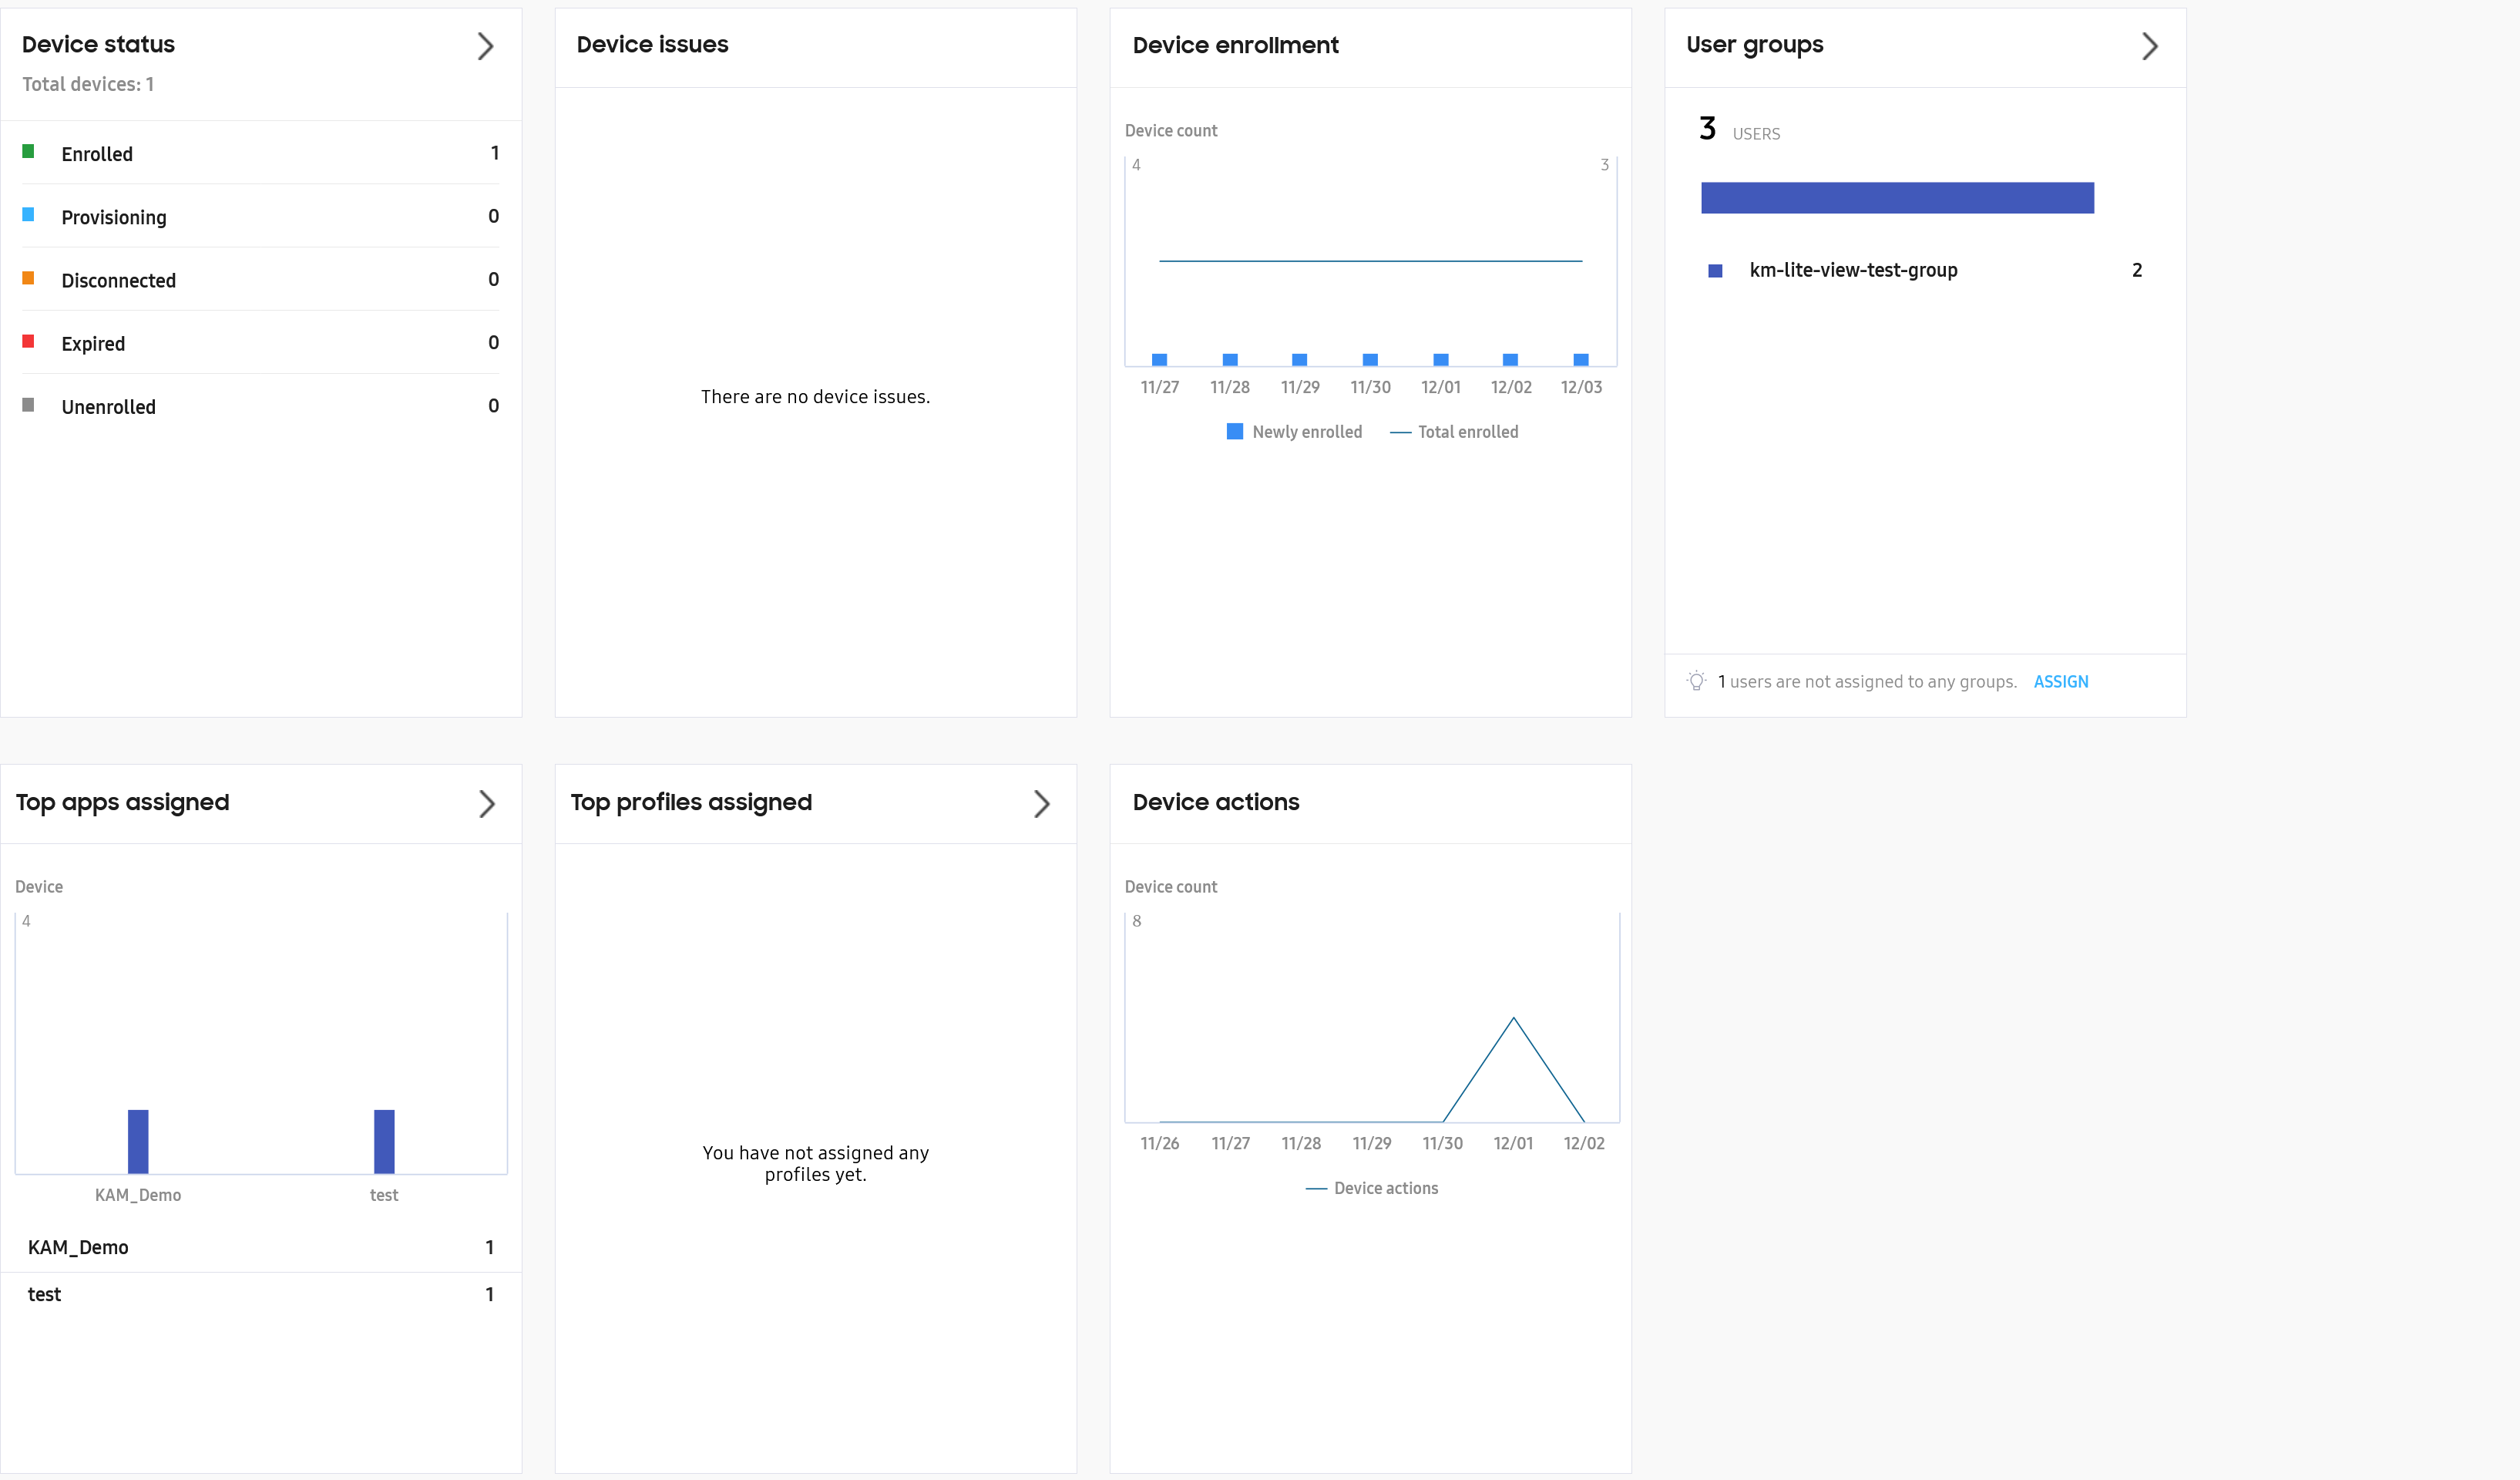 Device status
Total devices: 1
Enrolled 1
Provisioning 0
Disconnected 0
Expired 0
Unenrolled 0
Device issues
There are no device issues.
Device enrollment
Device count
4 3
11/27 11/28 11/29 11/30 12/01 12/02 12/03
Newly enrolled Total enrolled
User groups
3 USERS
km-lite-view-test-group 2
1 users are not assigned to any groups. ASSIGN
Top apps assigned
Device
4
KAM_Demo test
KAM_Demo 1
test 1
Top profiles assigned
You have not assigned any
profiles yet.
Device actions
Device count
8
11/26 11/27 11/28 11/29 11/30 12/01 12/02
Device actions